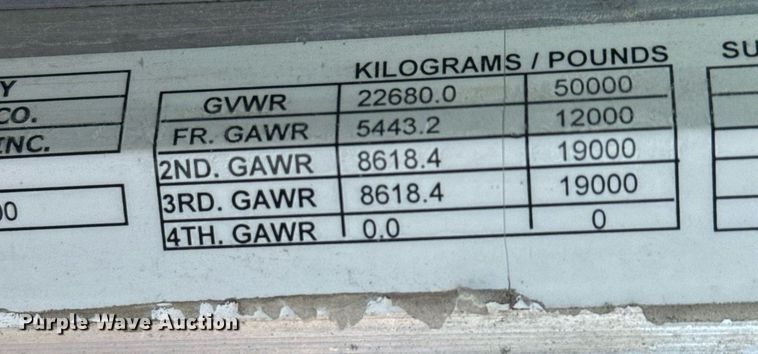 KILOGRAMS / POUNDS SU
Y GVWR 22680.0 50000
CO. FR. GAWR 5443.2 12000
INC. 2ND. GAWR 8618.4 19000
00 3RD. GAWR 8618.4 19000
4TH. GAWR 0.0 0
Purple Wave Auction